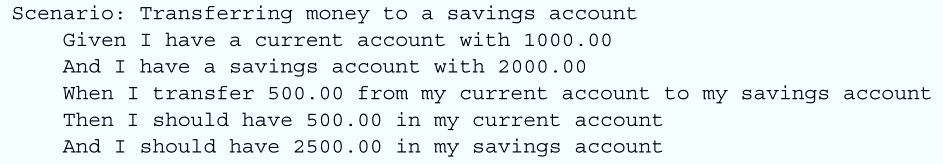 Scenario: Transferring money to a savings account
Given I have a current account with 1000.00
And I have a savings account with 2000.00
When I transfer 500.00 from my current account to my savings account
Then I should have 500.00 in my current account
And I should have 2500.00 in my savings account